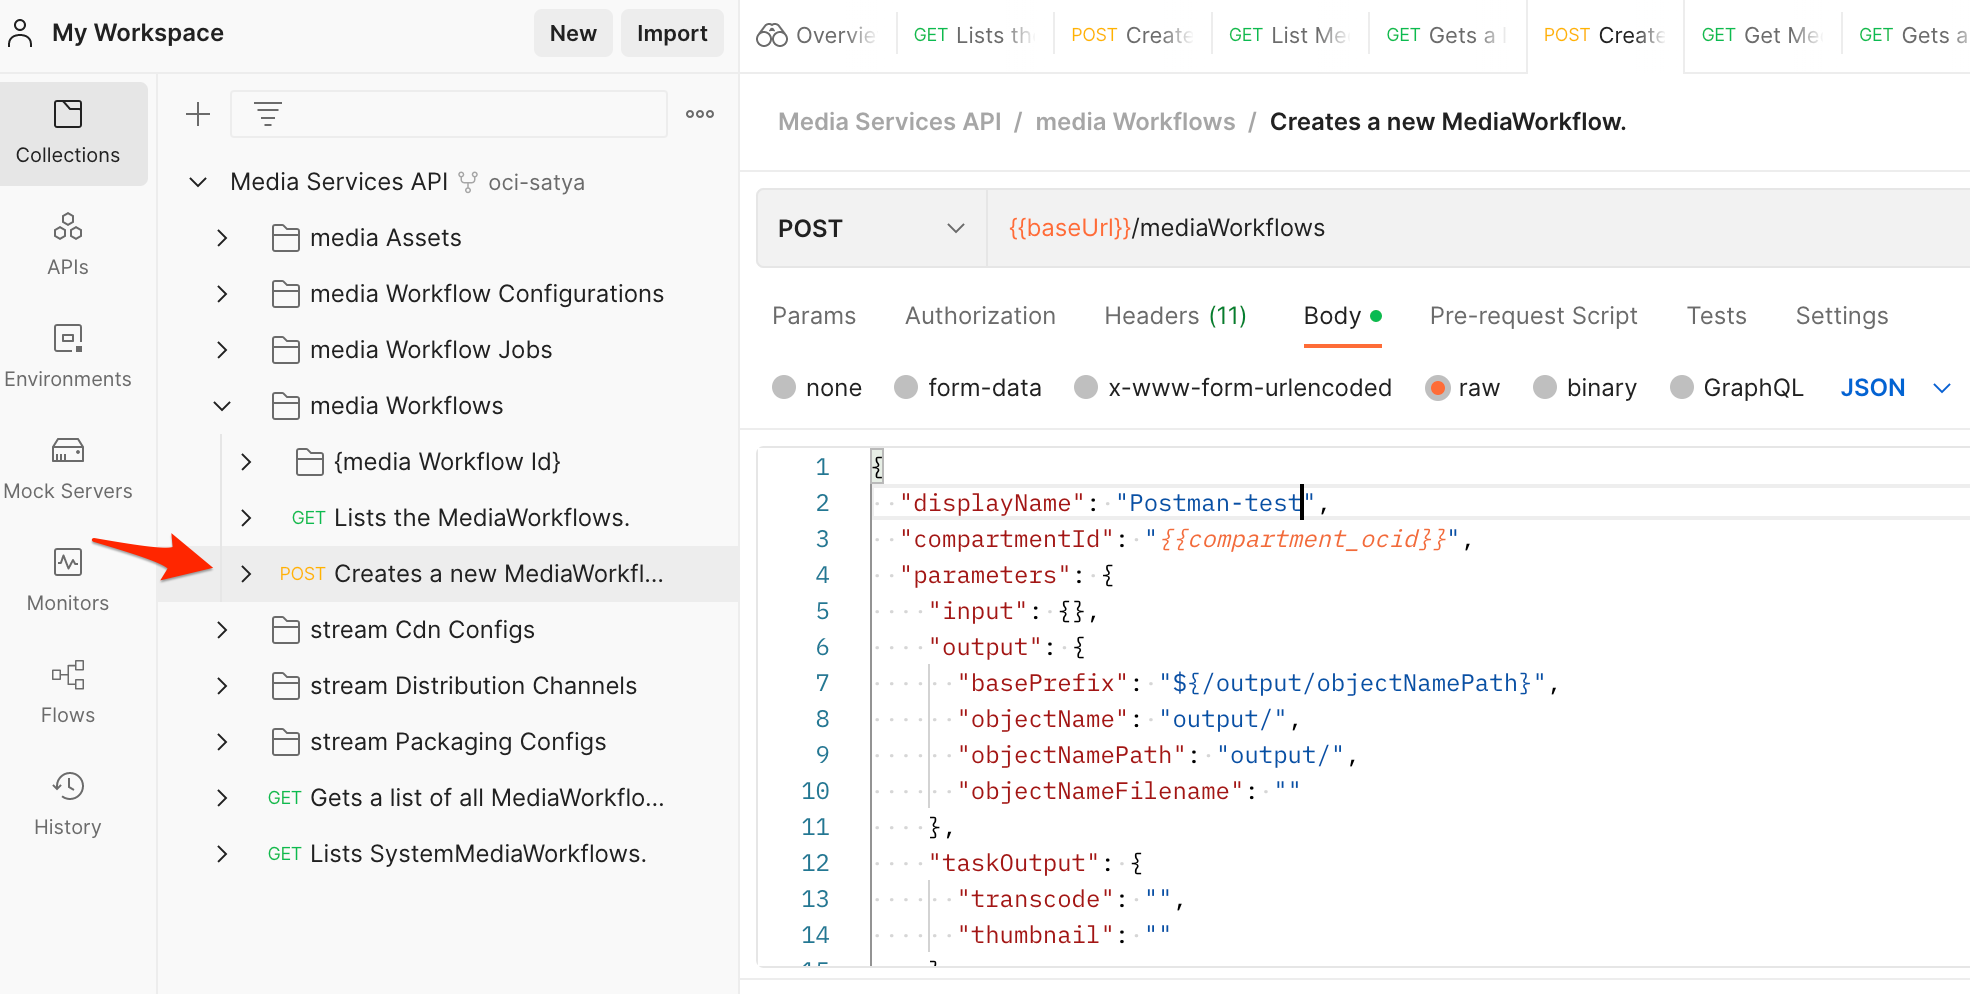 My Workspace
New
Import
Collections
APIs
Environments
Mock Servers
Monitors
Flows
History
Media Services API oci-satya
media Assets
media Workflow Configurations
media Workflow Jobs
media Workflows
{media Workflow Id}
GET Lists the MediaWorkflows.
POST Creates a new MediaWorkfl...
stream Cdn Configs
stream Distribution Channels
stream Packaging Configs
GET Gets a list of all MediaWorkflo...
GET Lists SystemMediaWorkflows.
Overvie GET Lists th POST Create GET List Me GET Gets a POST Create GET Get Me GET Gets a
Media Services API / media Workflows / Creates a new MediaWorkflow.
POST {{baseUrl}}/mediaWorkflows
Params Authorization Headers (11) Body Pre-request Script Tests Settings
none form-data x-www-form-urlencoded raw binary GraphQL JSON
1 {
2 "displayName": "Postman-test",
3 "compartmentId": "{{compartment_ocid}}",
4 "parameters": {
5 "input": {},
6 "output": {
7 "basePrefix": "${/output/objectNamePath}",
8 "objectName": "output/",
9 "objectNamePath": "output/",
10 "objectNameFilename": ""
11 },
12 "taskOutput": {
13 "transcode": "",
14 "thumbnail": ""